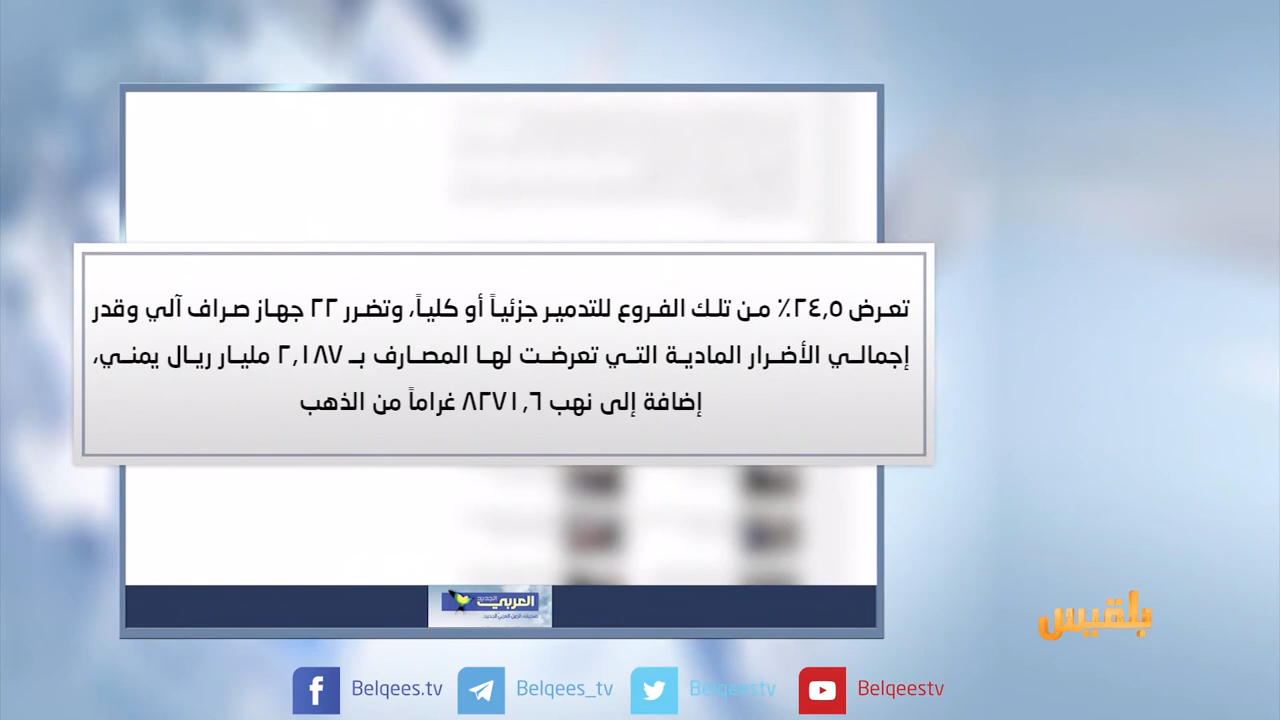 تعرض ٢٤,٥٪ من تلك الفروع للتدمير جزئياً أو كلياً، وتضرر ٢٢ جهاز صراف آلي وقدر
إجمالي الأضرار المادية التي تعرضت لها المصارف بـ ٢,١٨٧ مليار ريال يمني،
إضافة إلى نهب ٨٢٧١,٦ غراماً من الذهب
العربي الجديد
بلقيس
Belqees.tv
Belqees_tv
Belqeestv
Belqeestv